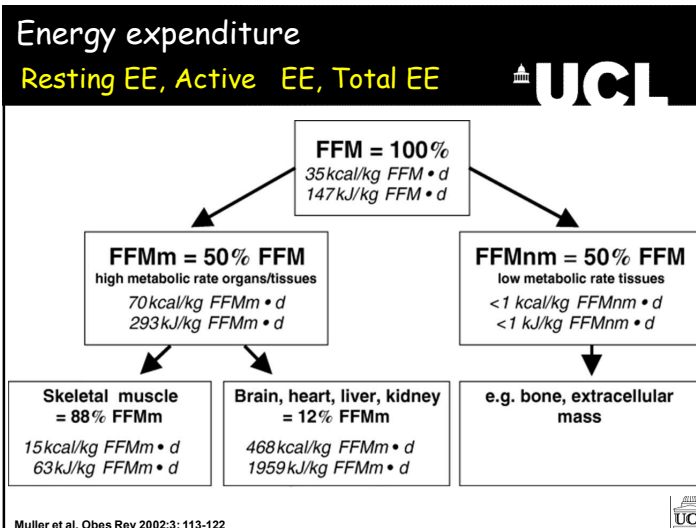 Energy expenditure
Resting EE, Active EE, Total EE
UCL
FFM = 100%
35kcal/kg FFM • d
147kJ/kg FFM • d
FFMm = 50% FFM
high metabolic rate organs/tissues
70kcal/kg FFMm • d
293kJ/kg FFMm • d
FFMnm = 50% FFM
low metabolic rate tissues
<1 kcal/kg FFMnm • d
<1 kJ/kg FFMnm • d
Skeletal muscle
= 88% FFMm
15kcal/kg FFMm • d
63kJ/kg FFMm • d
Brain, heart, liver, kidney
= 12% FFMm
468kcal/kg FFMm • d
1959kJ/kg FFMm • d
e.g. bone, extracellular
mass
Muller et al. Obes Rev 2002;3: 113-122